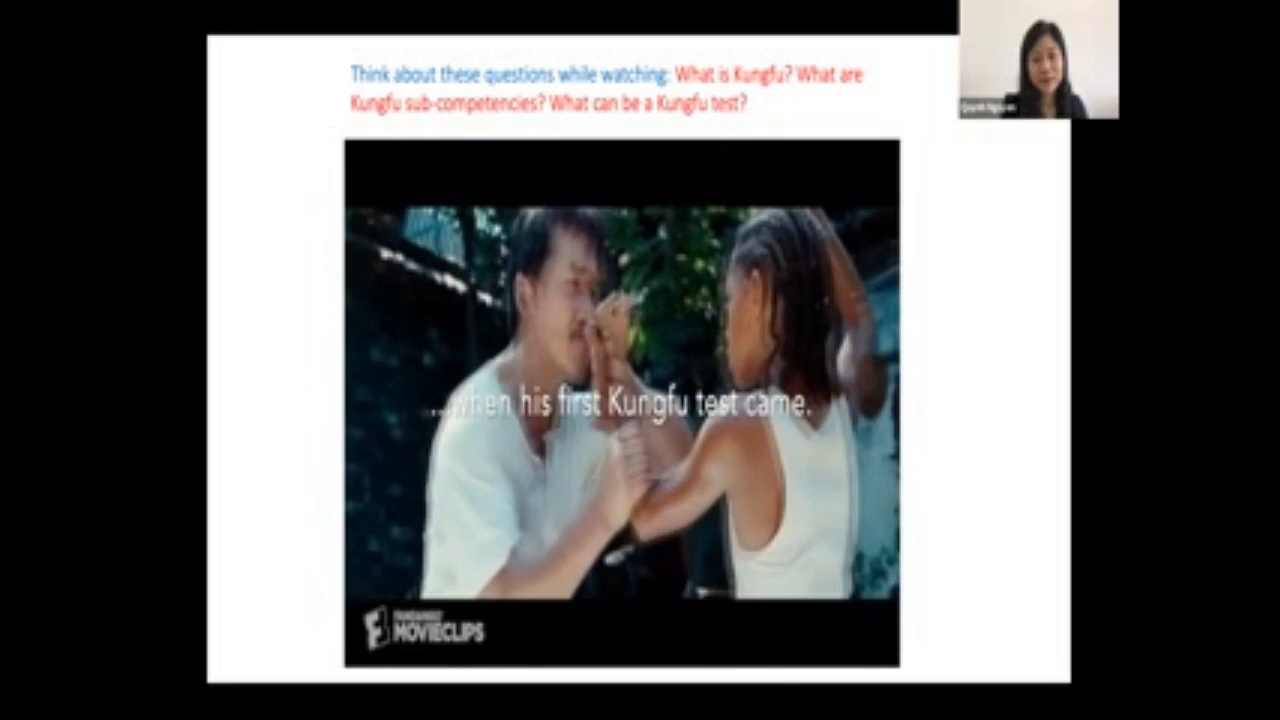 Think about these questions while watching: What is Kungfu? What are
Kungfu sub-competencies? What can be a Kungfu test?
...when his first Kungfu test came.
FANDANGO
MOVIECLIPS